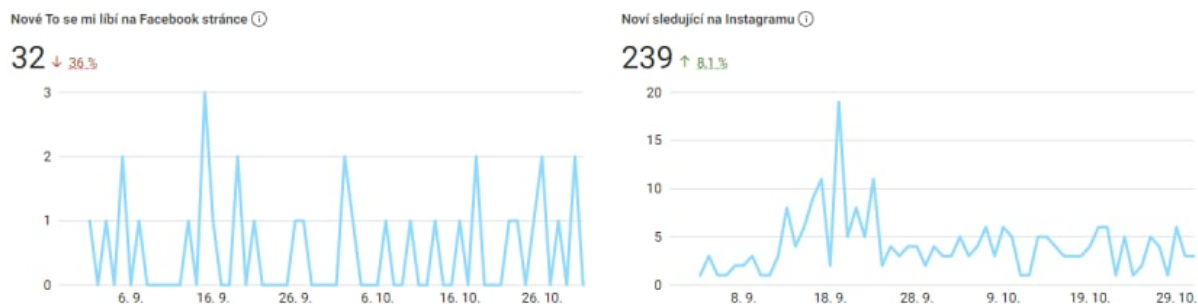 Nové To se mi líbí na Facebook stránce
32 ↓ 36 %
3
2
1
0
6. 9. 16. 9. 26. 9. 6. 10. 16. 10. 26. 10.
Noví sledující na Instagramu
239 ↑ 8,1 %
20
15
10
5
0
8. 9. 18. 9. 28. 9. 9. 10. 19. 10. 29. 10.